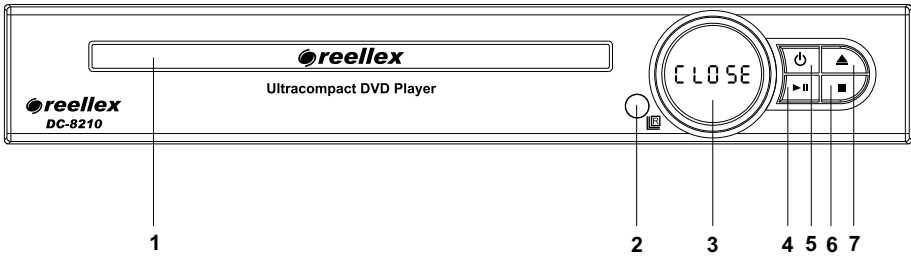 reellex
CLOSE
Ultracompact DVD Player
reellex
DC-8210
R
1 2 3 4 5 6 7